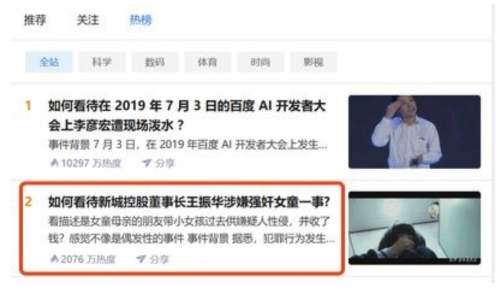 推荐 关注 热榜
全站 科学 数码 体育 时尚 影视
1 如何看待在 2019 年 7 月 3 日的百度 AI 开发者大
会上李彦宏遭现场泼水？
事件背景 7 月 3 日，在 2019 年百度 AI 开发者大会上发生...
10297 万热度 分享
2 如何看待新城控股董事长王振华涉嫌强奸女童一事?
看描述是女童母亲的朋友带小女孩过去供嫌疑人性侵，并收了
钱？感觉不像是偶发性的事件 事件背景 据悉，犯罪行为发生...
2076 万热度 分享